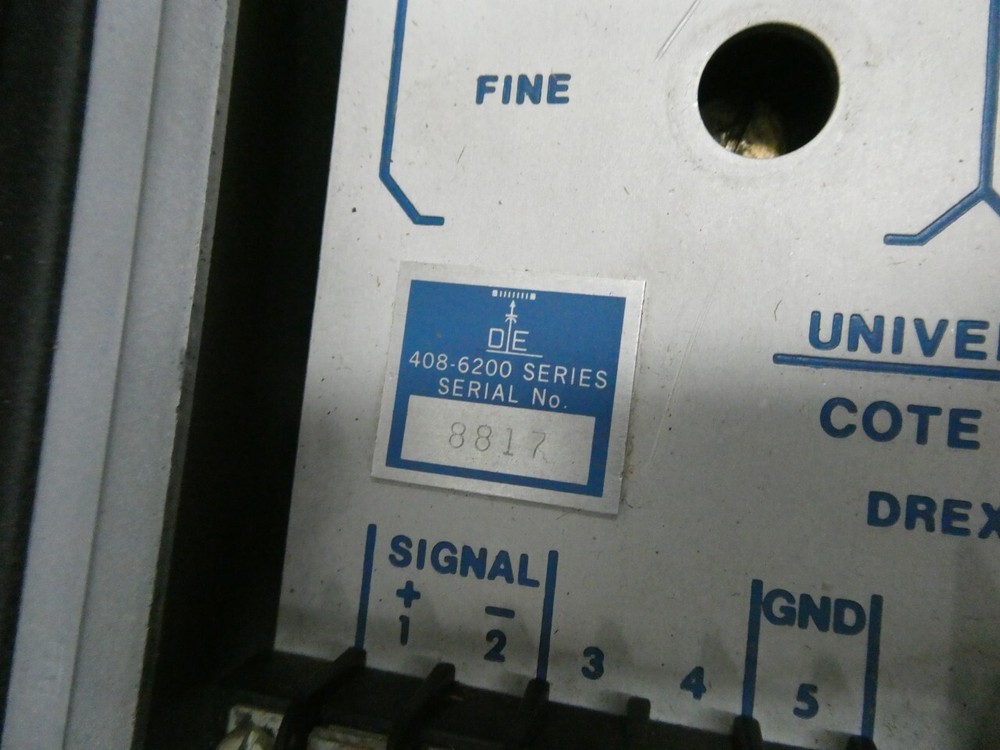 FINE
DE
408-6200 SERIES
SERIAL No.
8817
UNIVE
COTE
DREX
SIGNAL
+ −
1 2 3 4 5
GND